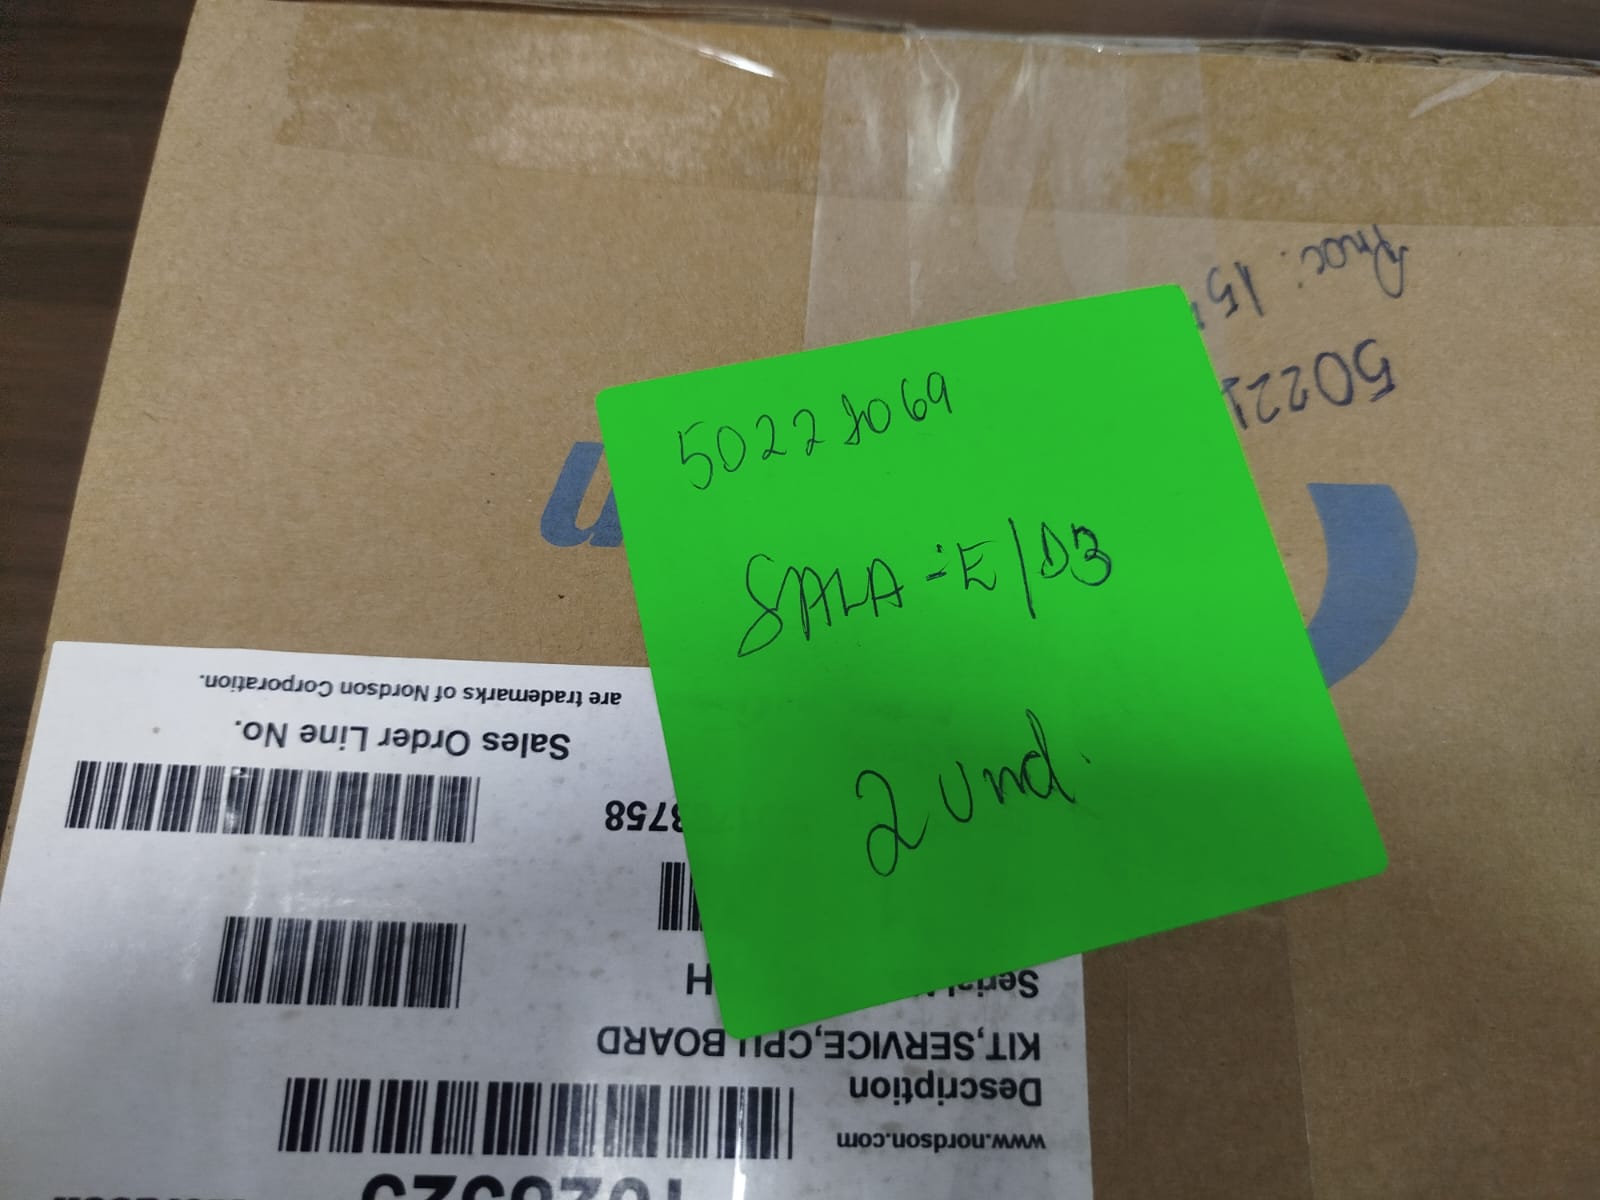 50221069
SALA-E/D3
2 und.
Proc: 15
50221
www.nordson.com
Description
KIT,SERVICE,CPU BOARD
H
8758
Sales Order Line No.
are trademarks of Nordson Corporation.